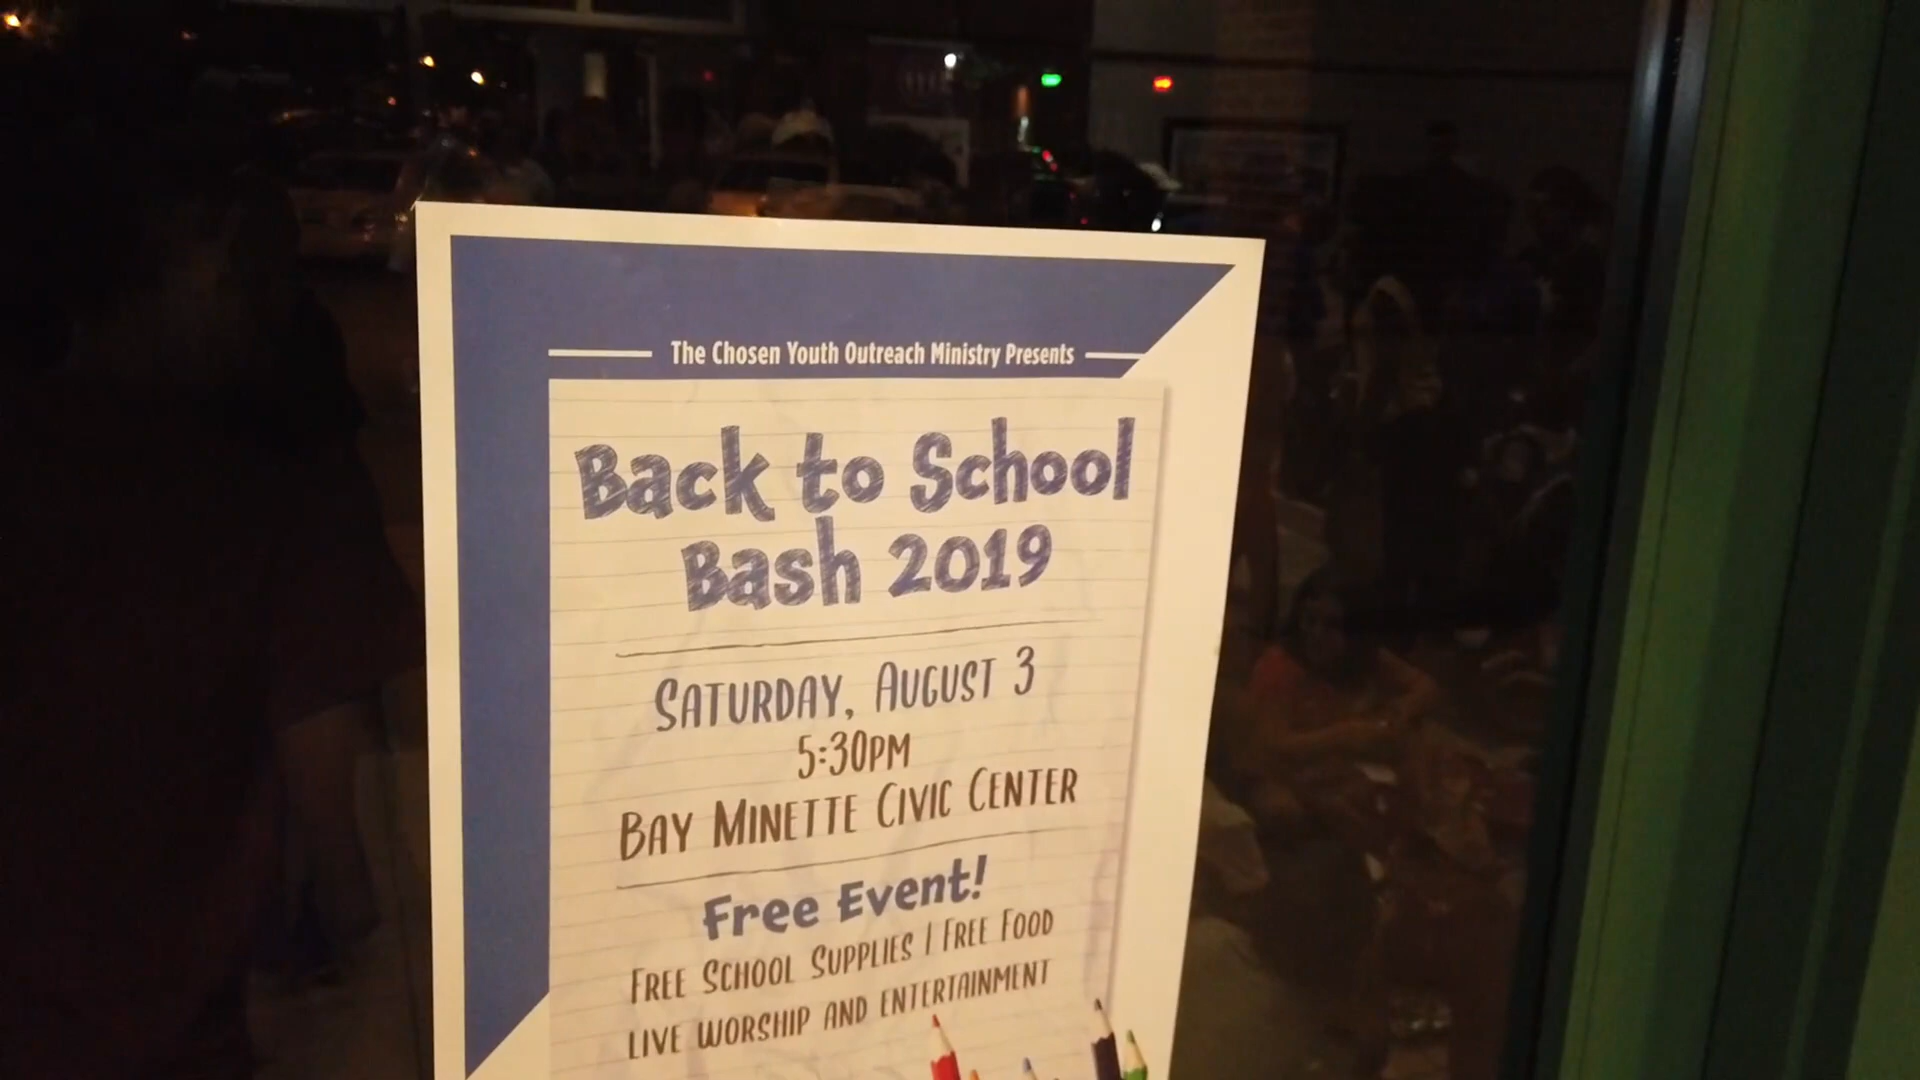 The Chosen Youth Outreach Ministry Presents
Back to School
Bash 2019
Saturday, August 3
5:30pm
Bay Minette Civic Center
Free Event!
Free School Supplies | Free Food
Live Worship and Entertainment